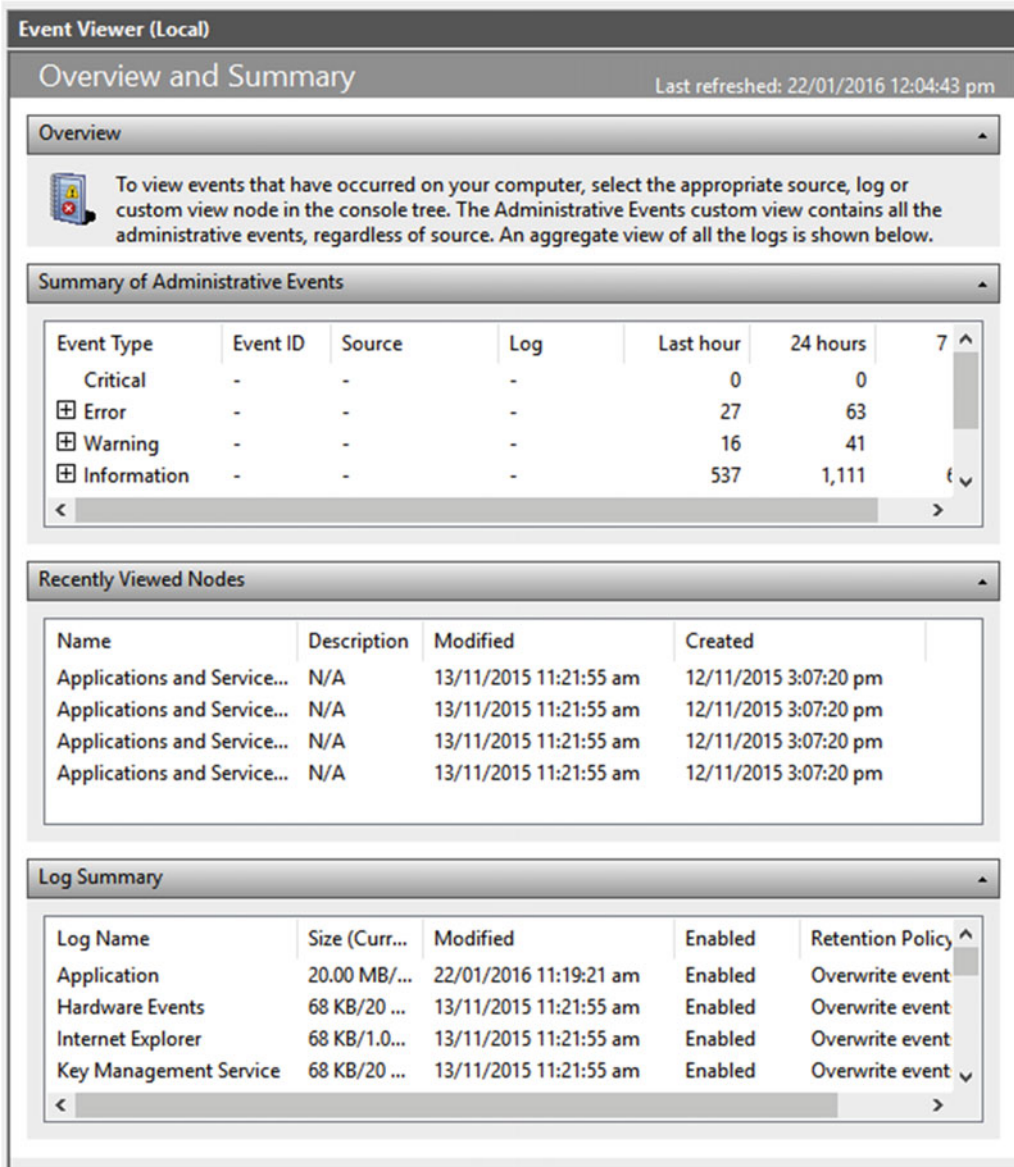 Event Viewer (Local)
Overview and Summary Last refreshed: 22/01/2016 12:04:43 pm
Overview
To view events that have occurred on your computer, select the appropriate source, log or
custom view node in the console tree. The Administrative Events custom view contains all the
administrative events, regardless of source. An aggregate view of all the logs is shown below.
Summary of Administrative Events
Event Type Event ID Source Log Last hour 24 hours 7
Critical - - - 0 0
Error - - - 27 63
Warning - - - 16 41
Information - - - 537 1,111
Recently Viewed Nodes
Name Description Modified Created
Applications and Service... N/A 13/11/2015 11:21:55 am 12/11/2015 3:07:20 pm
Applications and Service... N/A 13/11/2015 11:21:55 am 12/11/2015 3:07:20 pm
Applications and Service... N/A 13/11/2015 11:21:55 am 12/11/2015 3:07:20 pm
Applications and Service... N/A 13/11/2015 11:21:55 am 12/11/2015 3:07:20 pm
Log Summary
Log Name Size (Curr... Modified Enabled Retention Policy
Application 20.00 MB/... 22/01/2016 11:19:21 am Enabled Overwrite event
Hardware Events 68 KB/20 ... 13/11/2015 11:21:55 am Enabled Overwrite event
Internet Explorer 68 KB/1.0... 13/11/2015 11:21:55 am Enabled Overwrite event
Key Management Service 68 KB/20 ... 13/11/2015 11:21:55 am Enabled Overwrite event